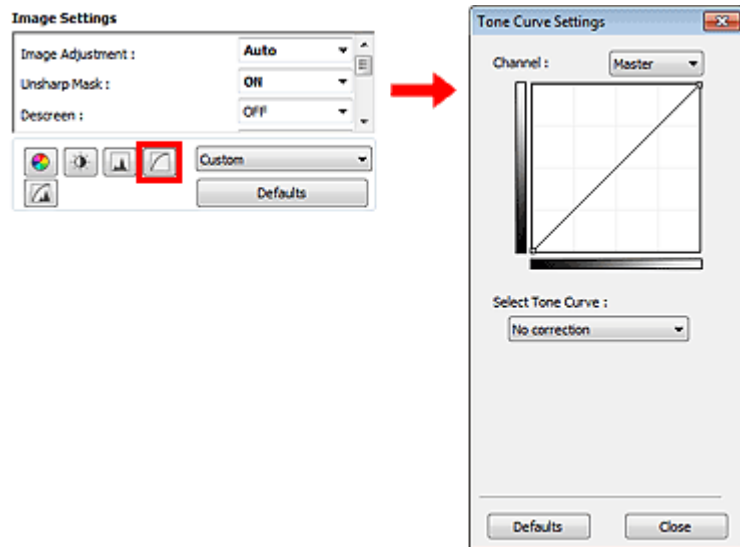 Image Settings
Image Adjustment : Auto
Unsharp Mask : ON
Descreen : OFF
Custom
Defaults
Tone Curve Settings
Channel : Master
Select Tone Curve :
No correction
Defaults Close